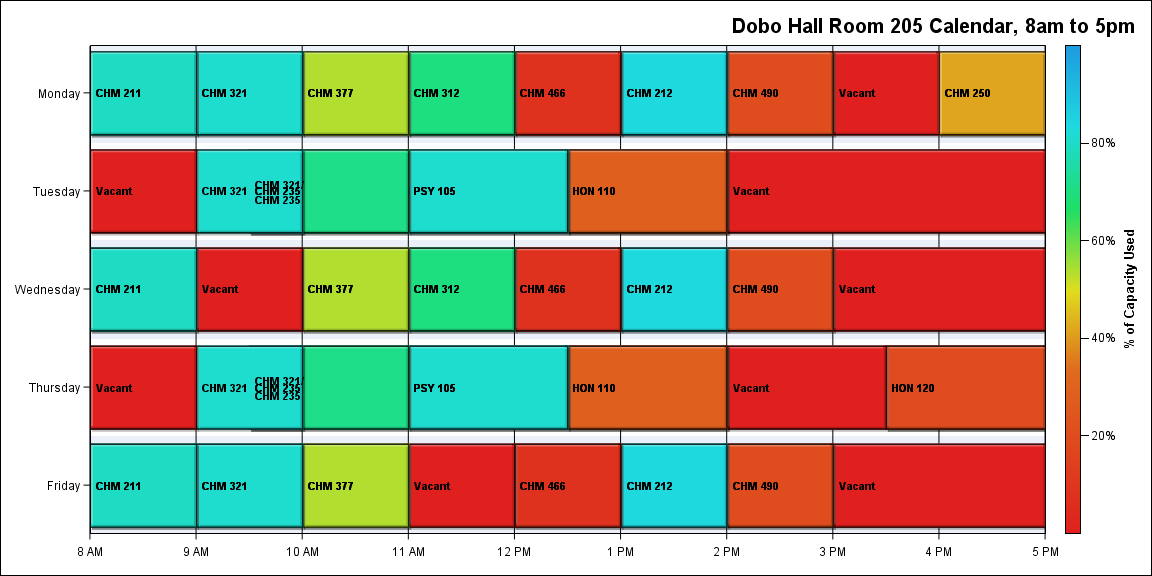 Dobo Hall Room 205 Calendar, 8am to 5pm
Monday
CHM 211
CHM 321
CHM 377
CHM 312
CHM 466
CHM 212
CHM 490
Vacant
CHM 250
Tuesday
Vacant
CHM 321
CHM 321/
CHM 235
CHM 235
PSY 105
HON 110
Vacant
Wednesday
CHM 211
Vacant
CHM 377
CHM 312
CHM 466
CHM 212
CHM 490
Vacant
Thursday
Vacant
CHM 321
CHM 321/
CHM 235
CHM 235
PSY 105
HON 110
Vacant
HON 120
Friday
CHM 211
CHM 321
CHM 377
Vacant
CHM 466
CHM 212
CHM 490
Vacant
8 AM
9 AM
10 AM
11 AM
12 PM
1 PM
2 PM
3 PM
4 PM
5 PM
80%
60%
40%
20%
% of Capacity Used